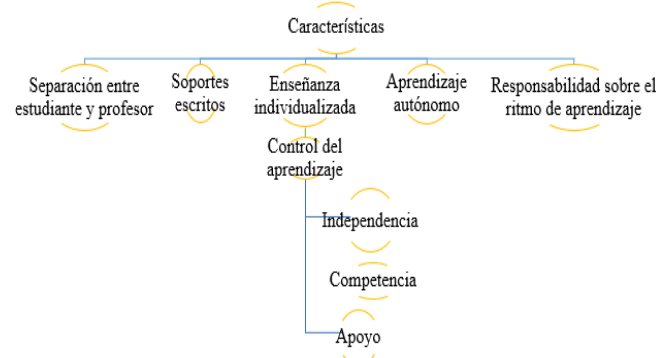 Características
Separación entre
estudiante y profesor
Soportes
escritos
Enseñanza
individualizada
Aprendizaje
autónomo
Responsabilidad sobre el
ritmo de aprendizaje
Control del
aprendizaje
Independencia
Competencia
Apoyo